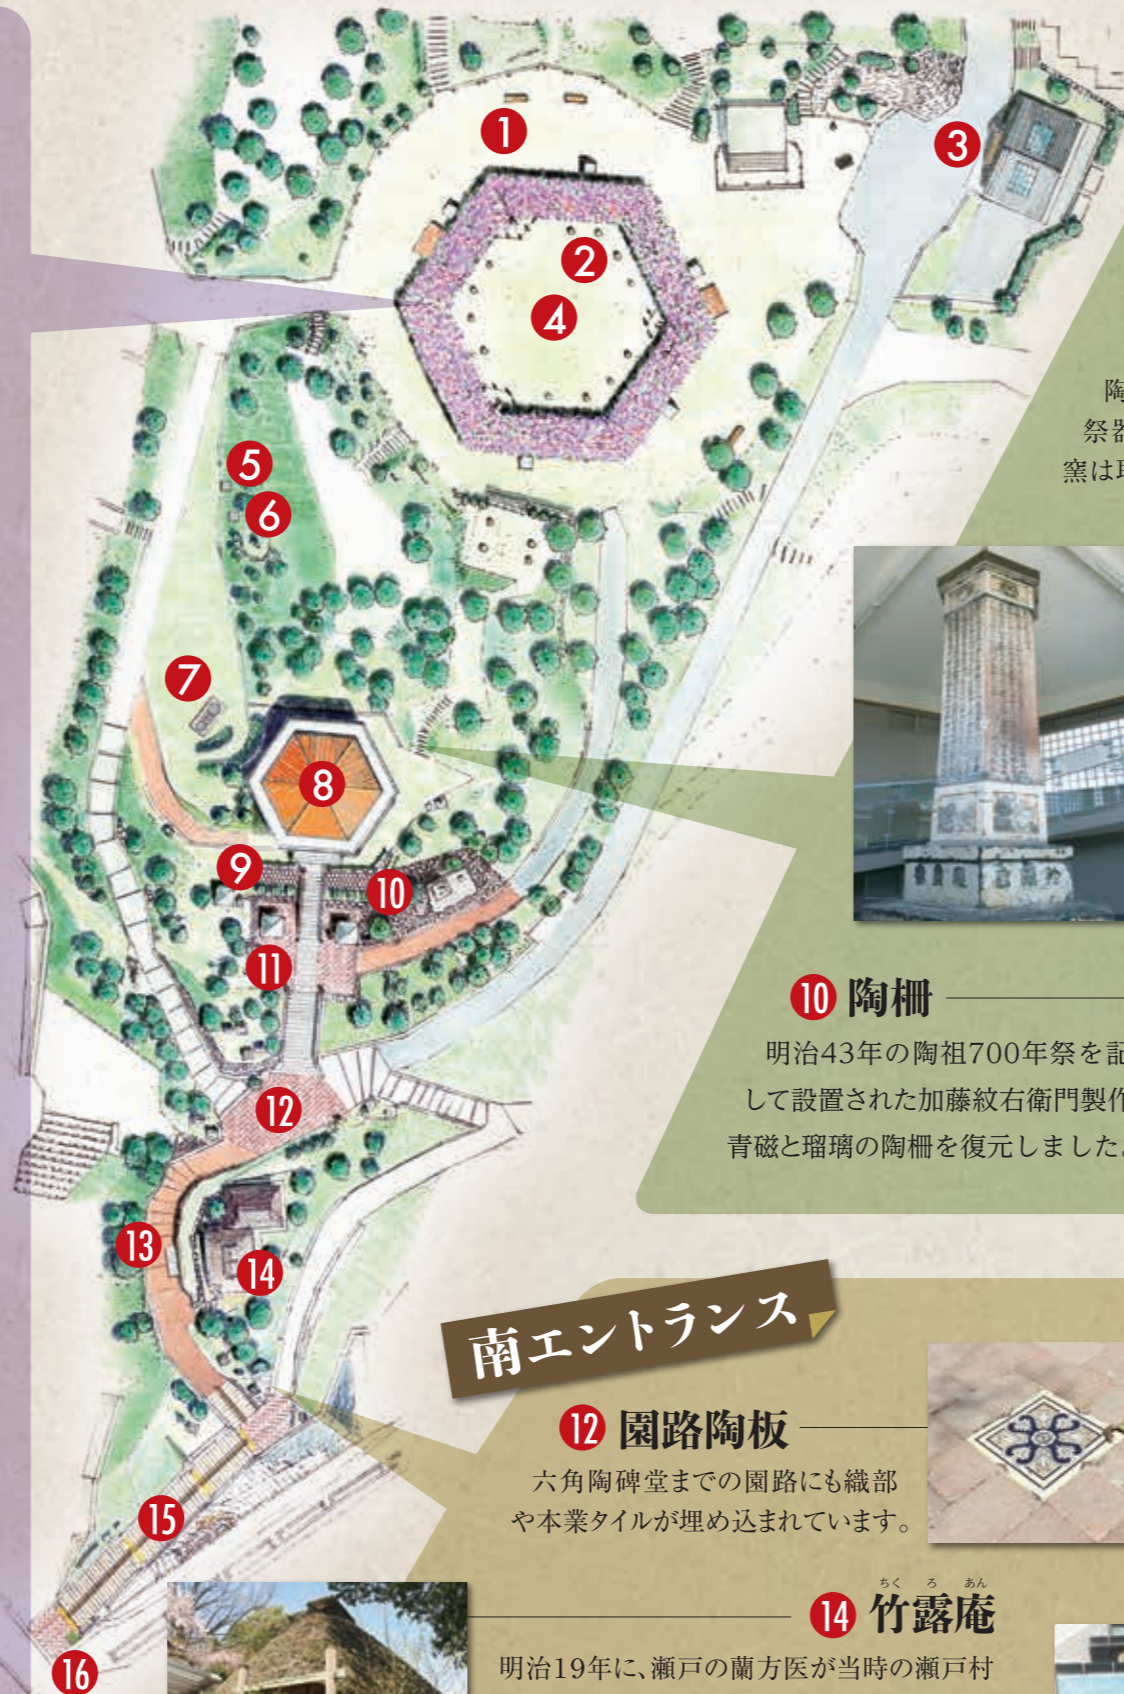 1
2
3
4
5
6
7
8
9
10
11
12
13
14
15
16
陶
祭器
窯は
10 陶柵
明治43年の陶祖700年祭を記
して設置された加藤紋右衛門製作
青磁と瑠璃の陶柵を復元しました。
南エントランス
12 園路陶板
六角陶碑堂までの園路にも織部
や本業タイルが埋め込まれています。
14 竹露庵
ちく ろ あん
明治19年に、瀬戸の蘭方医が当時の瀬戸村